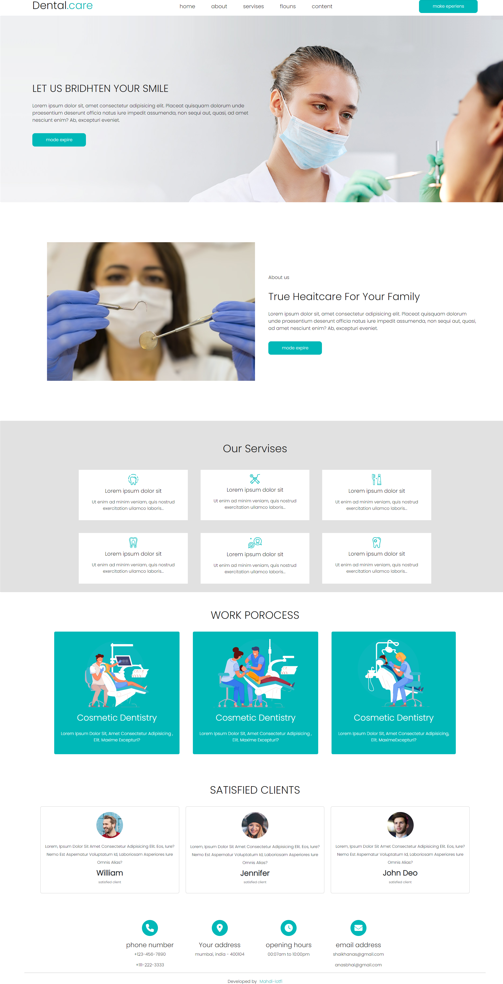 Dental.care
home about servises flouns content
make eperiens
LET US BRIDHTEN YOUR SMILE
Lorem ipsum dolor sit, amet consectetur adipisicing elit. Placeat quisquam dolorum unde
praesentium deserunt officia natus iure impedit assumenda, non sequi aut, quasi, ad amet
nesciunt enim? Ab, excepturi eveniet.
mode expirs
About us
True Healtcare For Your Family
Lorem ipsum dolor sit, amet consectetur adipisicing elit. Placeat quisquam dolorum
unde praesentium deserunt officia natus iure impedit assumenda, non sequi aut, quasi,
ad amet nesciunt enim? Ab, excepturi eveniet.
mode expirs
Our Servises
Lorem ipsum dolor sit
Ut enim ad minim veniam, quis nostrud
exercitation ullamco laboris...
Lorem ipsum dolor sit
Ut enim ad minim veniam, quis nostrud
exercitation ullamco laboris...
Lorem ipsum dolor sit
Ut enim ad minim veniam, quis nostrud
exercitation ullamco laboris...
Lorem ipsum dolor sit
Ut enim ad minim veniam, quis nostrud
exercitation ullamco laboris...
Lorem ipsum dolor sit
Ut enim ad minim veniam, quis nostrud
exercitation ullamco laboris...
Lorem ipsum dolor sit
Ut enim ad minim veniam, quis nostrud
exercitation ullamco laboris...
WORK POROCESS
Cosmetic Dentistry
Lorem Ipsum Dolor Sit, Amet Consectetur Adipisicing ,
Elit. Maxime Excepturi?
Cosmetic Dentistry
Lorem Ipsum Dolor Sit, Amet Consectetur Adipisicing ,
Elit. Maxime Excepturi?
Cosmetic Dentistry
Lorem Ipsum Dolor Sit, Amet Consectetur Adipisicing ,
Elit. MaximeExcepturi?
SATISFIED CLIENTS
Lorem, Ipsum Dolor Sit Amet Consectetur Adipisicing Elit. Eos, Iure?
Nemo Est Aspernatur Voluptatum Id, Laboriosam Asperiores Iure
Omnis Alias?
William
satisfied client
Lorem, Ipsum Dolor Sit Amet Consectetur Adipisicing Elit. Eos, Iure?
Nemo Est Aspernatur Voluptatum Id, Laboriosam Asperiores Iure
Omnis Alias?
Jennifer
satisfied client
Lorem, Ipsum Dolor Sit Amet Consectetur Adipisicing Elit. Eos, Iure?
Nemo Est Aspernatur Voluptatum Id, Laboriosam Asperiores Iure
Omnis Alias?
John Deo
satisfied client
phone number
+123-456-7890
+111-222-3333
Your address
mumbai, india - 400104
opening hours
00:07am to 10:00pm
email address
shaikhanas@gmail.com
anasbhai@gmail.com
Developed by